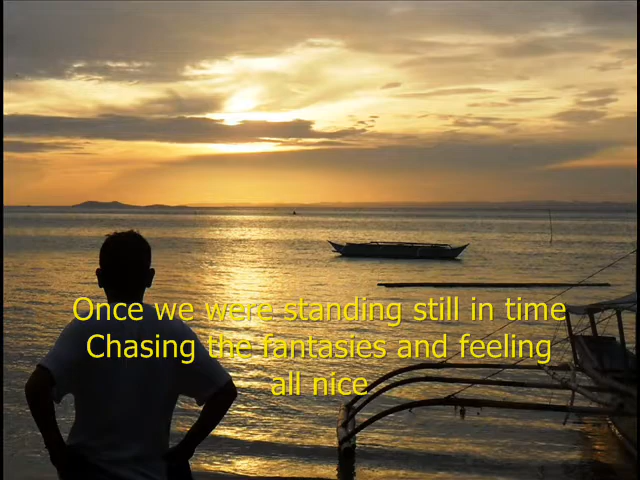 Once we were standing still in time
Chasing the fantasies and feeling
all nice